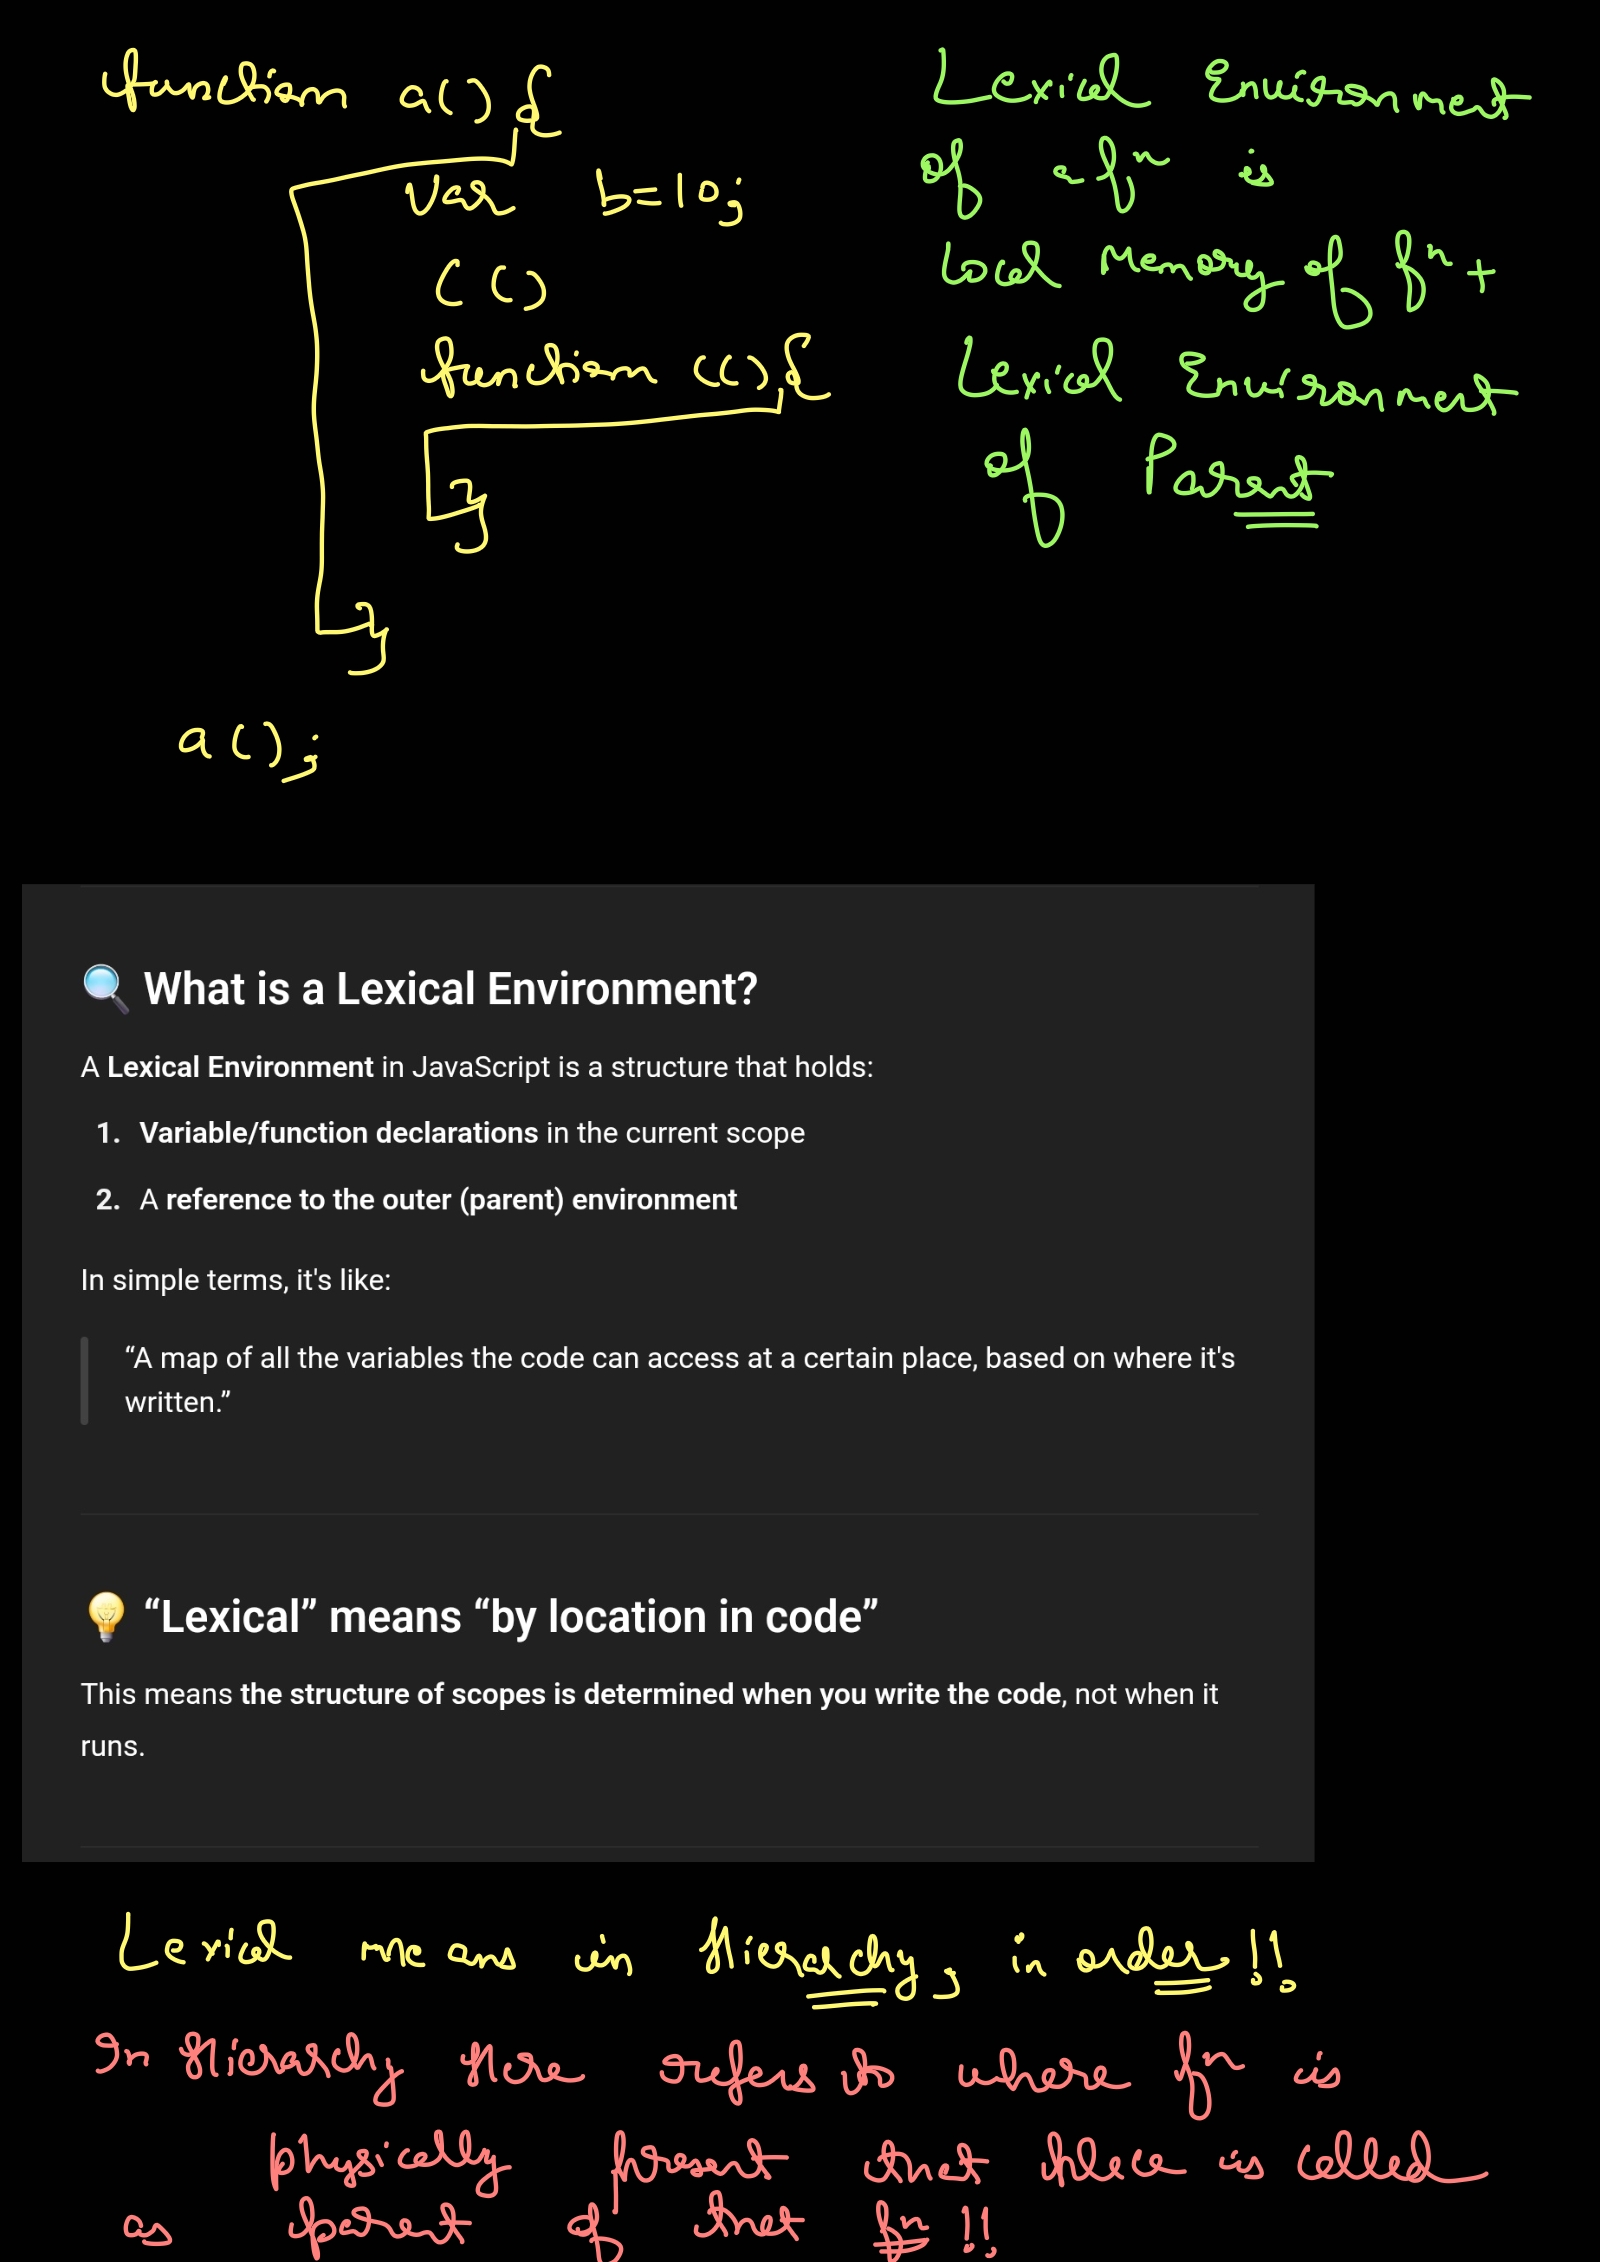 function a() {
var b=10;
c()
function c() {
}
}
a();
Lexical Environment
of a fn is
Local Memory of fn +
Lexical Environment
of Parent
🔍 What is a Lexical Environment?
A Lexical Environment in JavaScript is a structure that holds:
1. Variable/function declarations in the current scope
2. A reference to the outer (parent) environment
In simple terms, it's like:
“A map of all the variables the code can access at a certain place, based on where it's
written.”
💡 “Lexical” means “by location in code”
This means the structure of scopes is determined when you write the code, not when it
runs.
Lexical means in Hierarchy, in order!!
In Hierarchy Here refers to where fn is
physically present that place is called
as parent of that fn!!